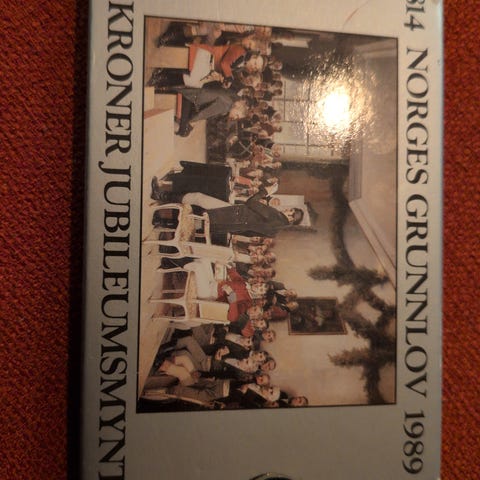 814 NORGES GRUNNLOV 1989
KRONER JUBILEUMSMYNT